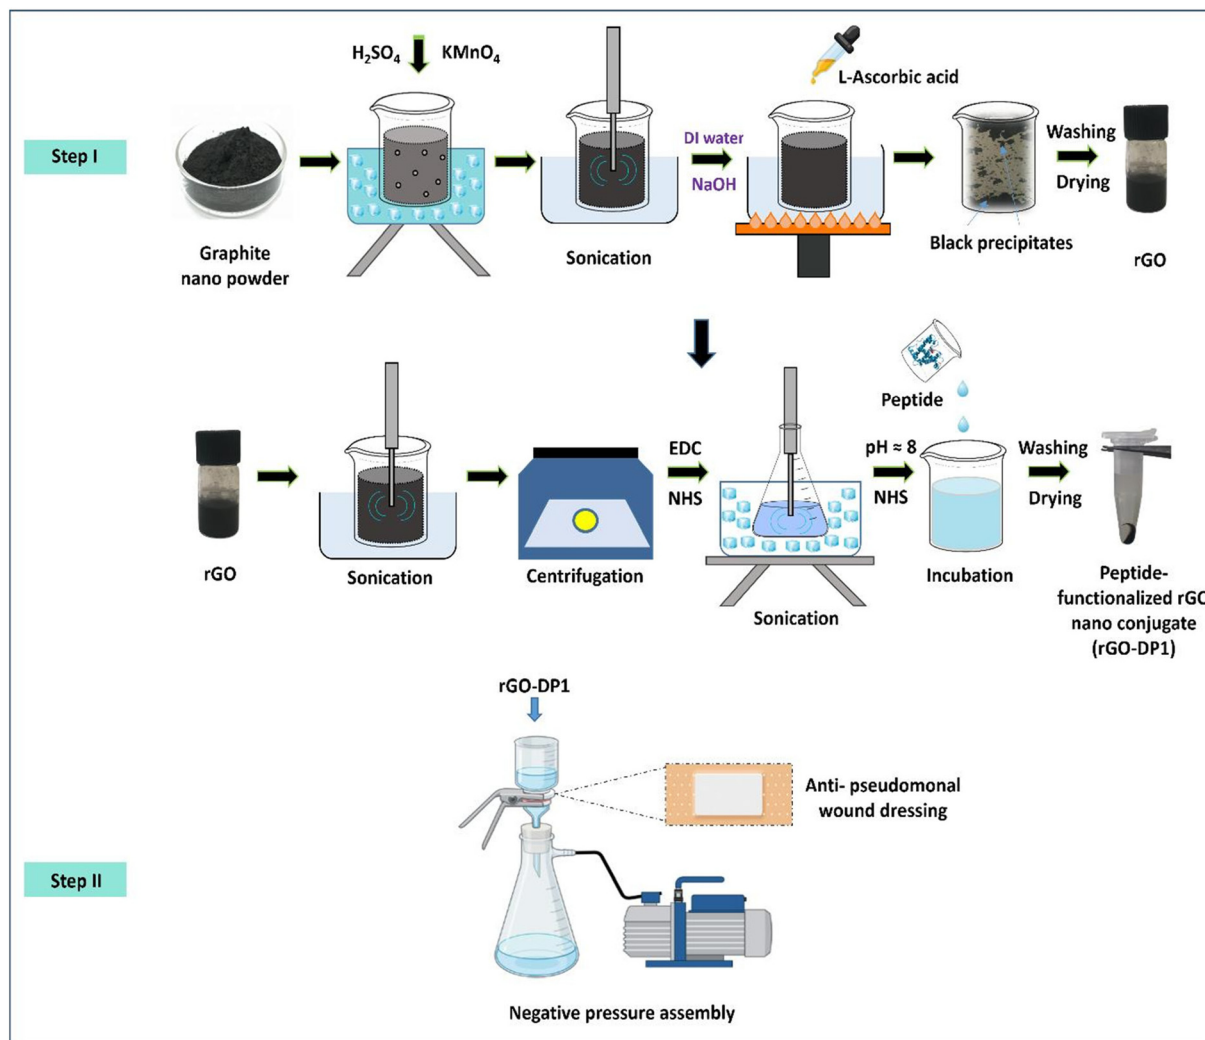 H2SO4 KMnO4
L-Ascorbic acid
Step I
DI water
NaOH
Washing
Drying
Graphite
nano powder
Sonication
Black precipitates
rGO
Peptide
EDC
NHS
pH ≈ 8
NHS
Washing
Drying
rGO
Sonication
Centrifugation
Sonication
Incubation
Peptide-
functionalized rGO
nano conjugate
(rGO-DP1)
rGO-DP1
Anti- pseudomonal
wound dressing
Step II
Negative pressure assembly